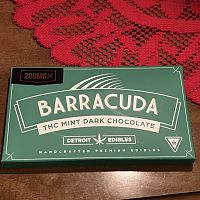 200MG
BARRACUDA
THC MINT DARK CHOCOLATE
DETROIT EDIBLES
HANDCRAFTED PREMIUM EDIBLES